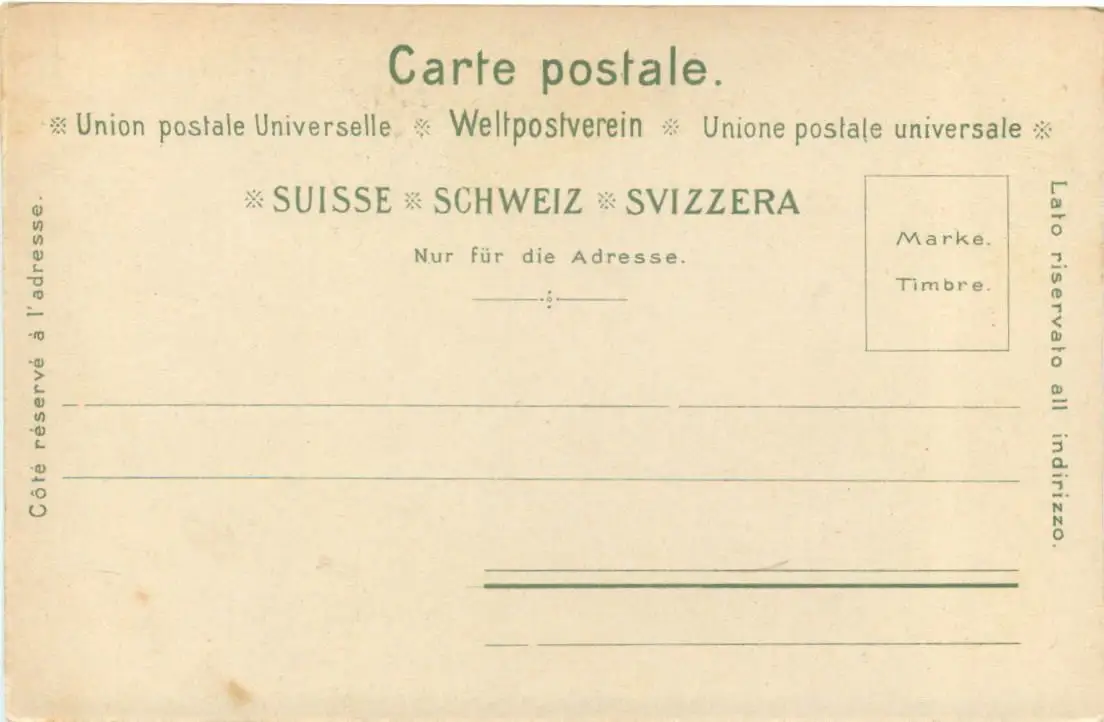 Carte postale.
※ Union postale Universelle ※ Weltpostverein ※ Unione postale universale ※
※ SUISSE ※ SCHWEIZ ※ SVIZZERA
Nur für die Adresse.
Marke.
Timbre.
Côté réservé à l'adresse.
Lato riservato all indirizzo.